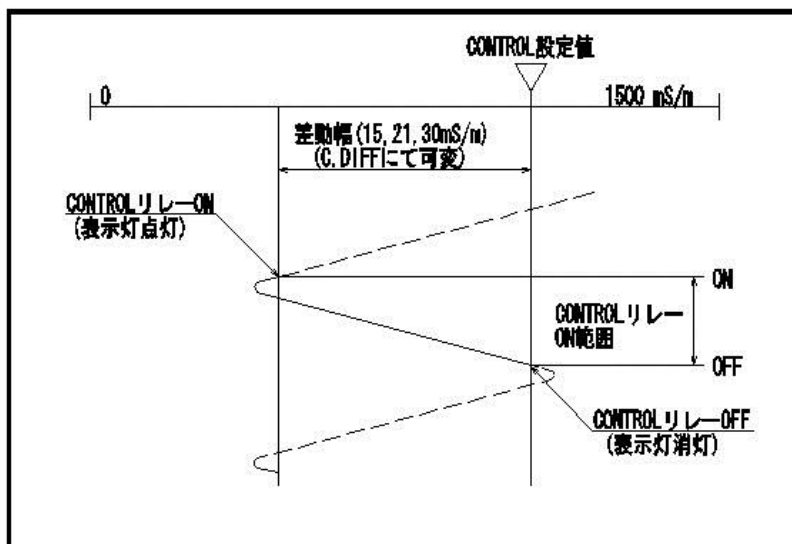 CONTROL設定値
0
1500 mS/m
差動幅(15,21,30mS/m)
(C.DIFFにて可変)
CONTROLリレーON
(表示灯点灯)
ON
CONTROLリレー
ON範囲
OFF
CONTROLリレーOFF
(表示灯消灯)